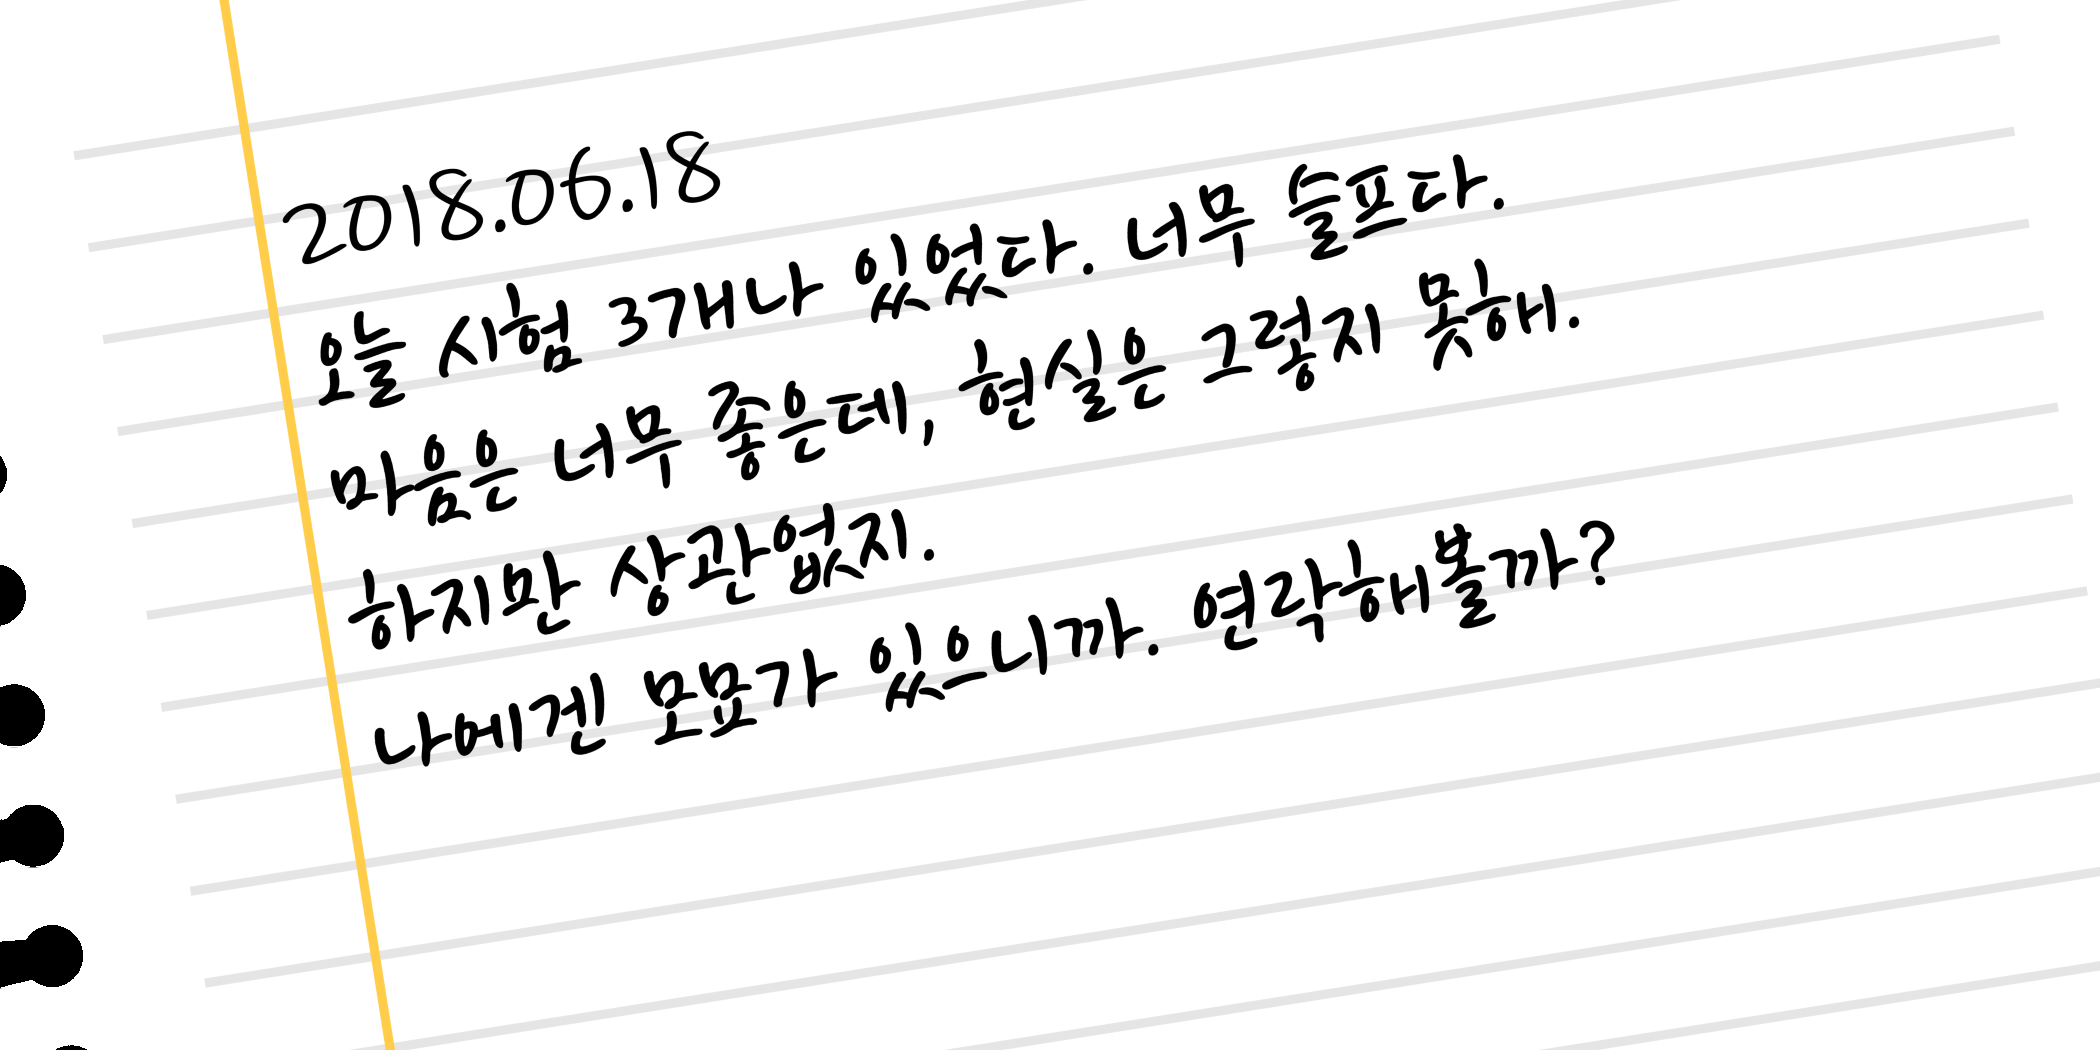 2018.06.18
오늘 시험 3개나 있었다. 너무 슬프다.
마음은 너무 좋은데, 현실은 그렇지 못해.
하지만 상관없지.
나에겐 모묘가 있으니까. 연락해볼까?